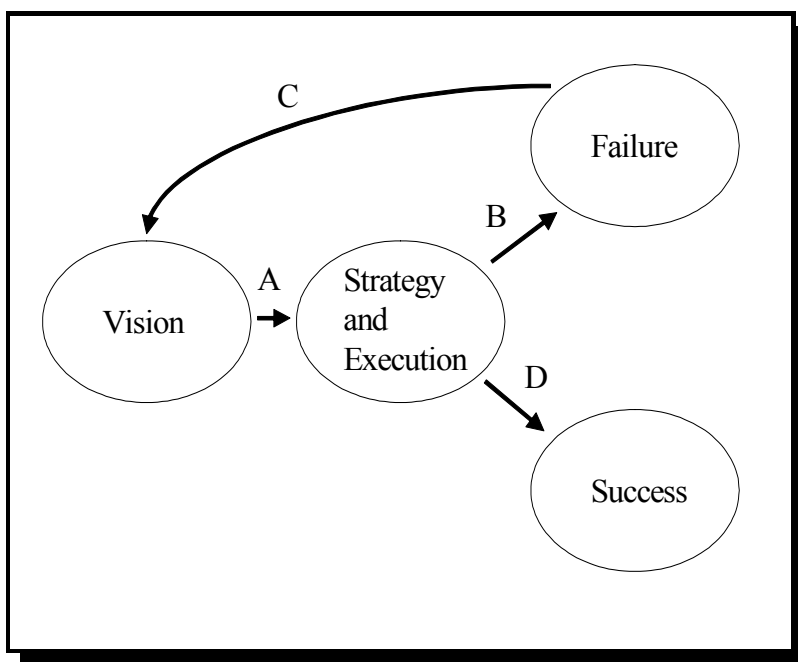 C
Failure
B
A
Strategy
and
Execution
Vision
D
Success